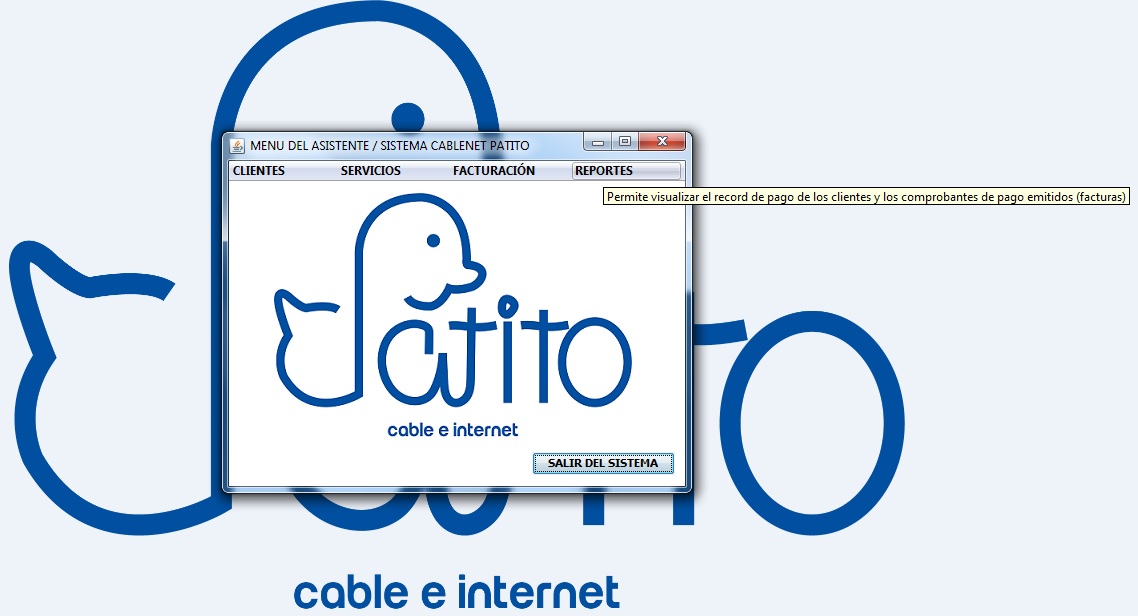 MENU DEL ASISTENTE / SISTEMA CABLENET PATITO
CLIENTES SERVICIOS FACTURACIÓN REPORTES
Permite visualizar el record de pago de los clientes y los comprobantes de pago emitidos (facturas)
Patito
cable e internet
SALIR DEL SISTEMA
cable e internet